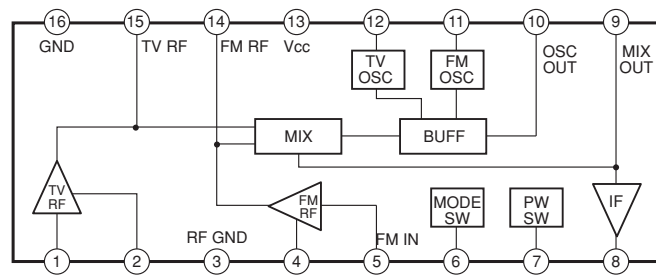 16 15 14 13 12 11 10 9
GND TV RF FM RF Vcc
TV
OSC
FM
OSC
OSC
OUT
MIX
OUT
MIX
BUFF
TV
RF
FM
RF
MODE
SW
PW
SW
IF
RF GND
FM IN
1 2 3 4 5 6 7 8